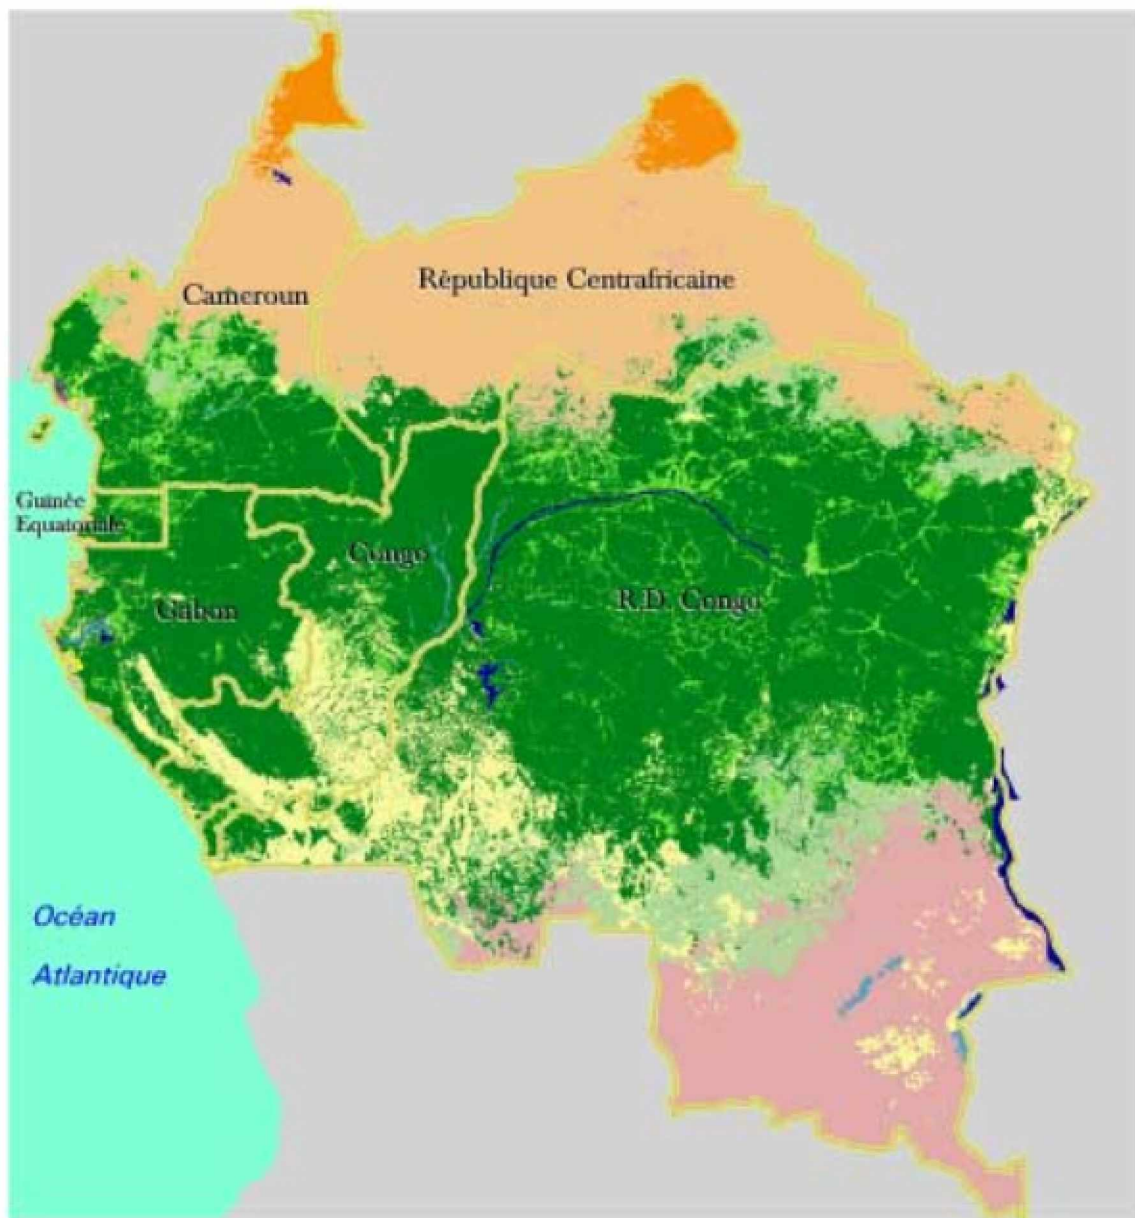 République Centrafricaine
Cameroun
Guinée
Equatoriale
Congo
Gabon
R.D. Congo
Océan
Atlantique